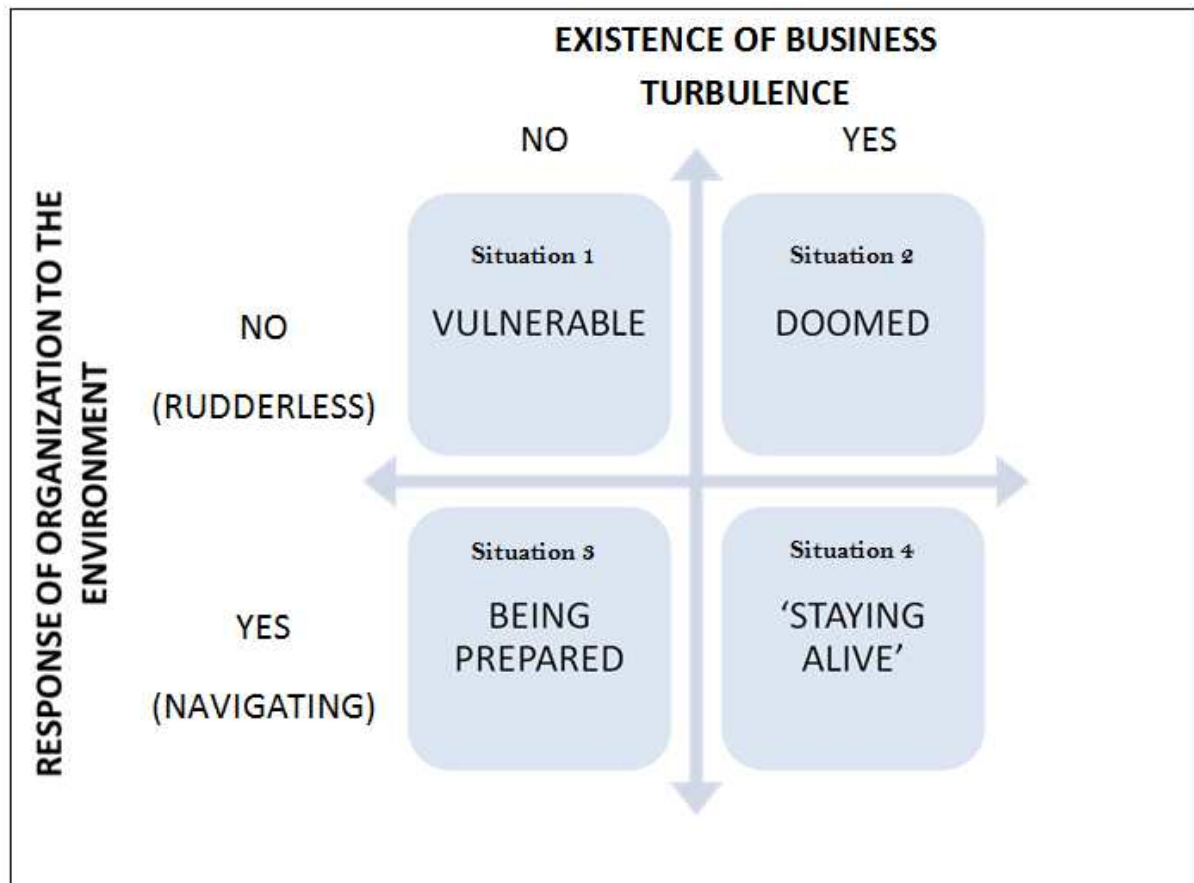 EXISTENCE OF BUSINESS
TURBULENCE
NO
YES
RESPONSE OF ORGANIZATION TO THE
ENVIRONMENT
NO
(RUDDERLESS)
Situation 1
VULNERABLE
Situation 2
DOOMED
YES
(NAVIGATING)
Situation 3
BEING
PREPARED
Situation 4
‘STAYING
ALIVE’